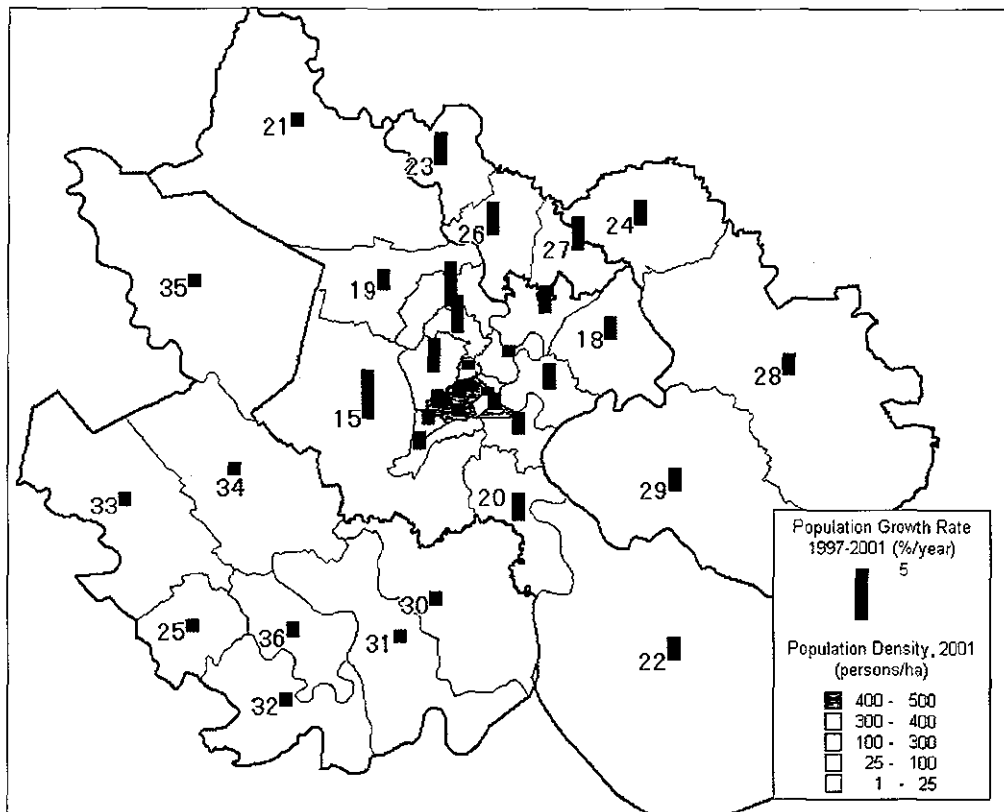 21
23
24
26
27
35
19
18
28
15
34
29
33
20
30
25
36
31
22
32
Population Growth Rate
1997-2001 (%/year)
5
Population Density, 2001
(persons/ha)
400 - 500
300 - 400
100 - 300
25 - 100
1 - 25